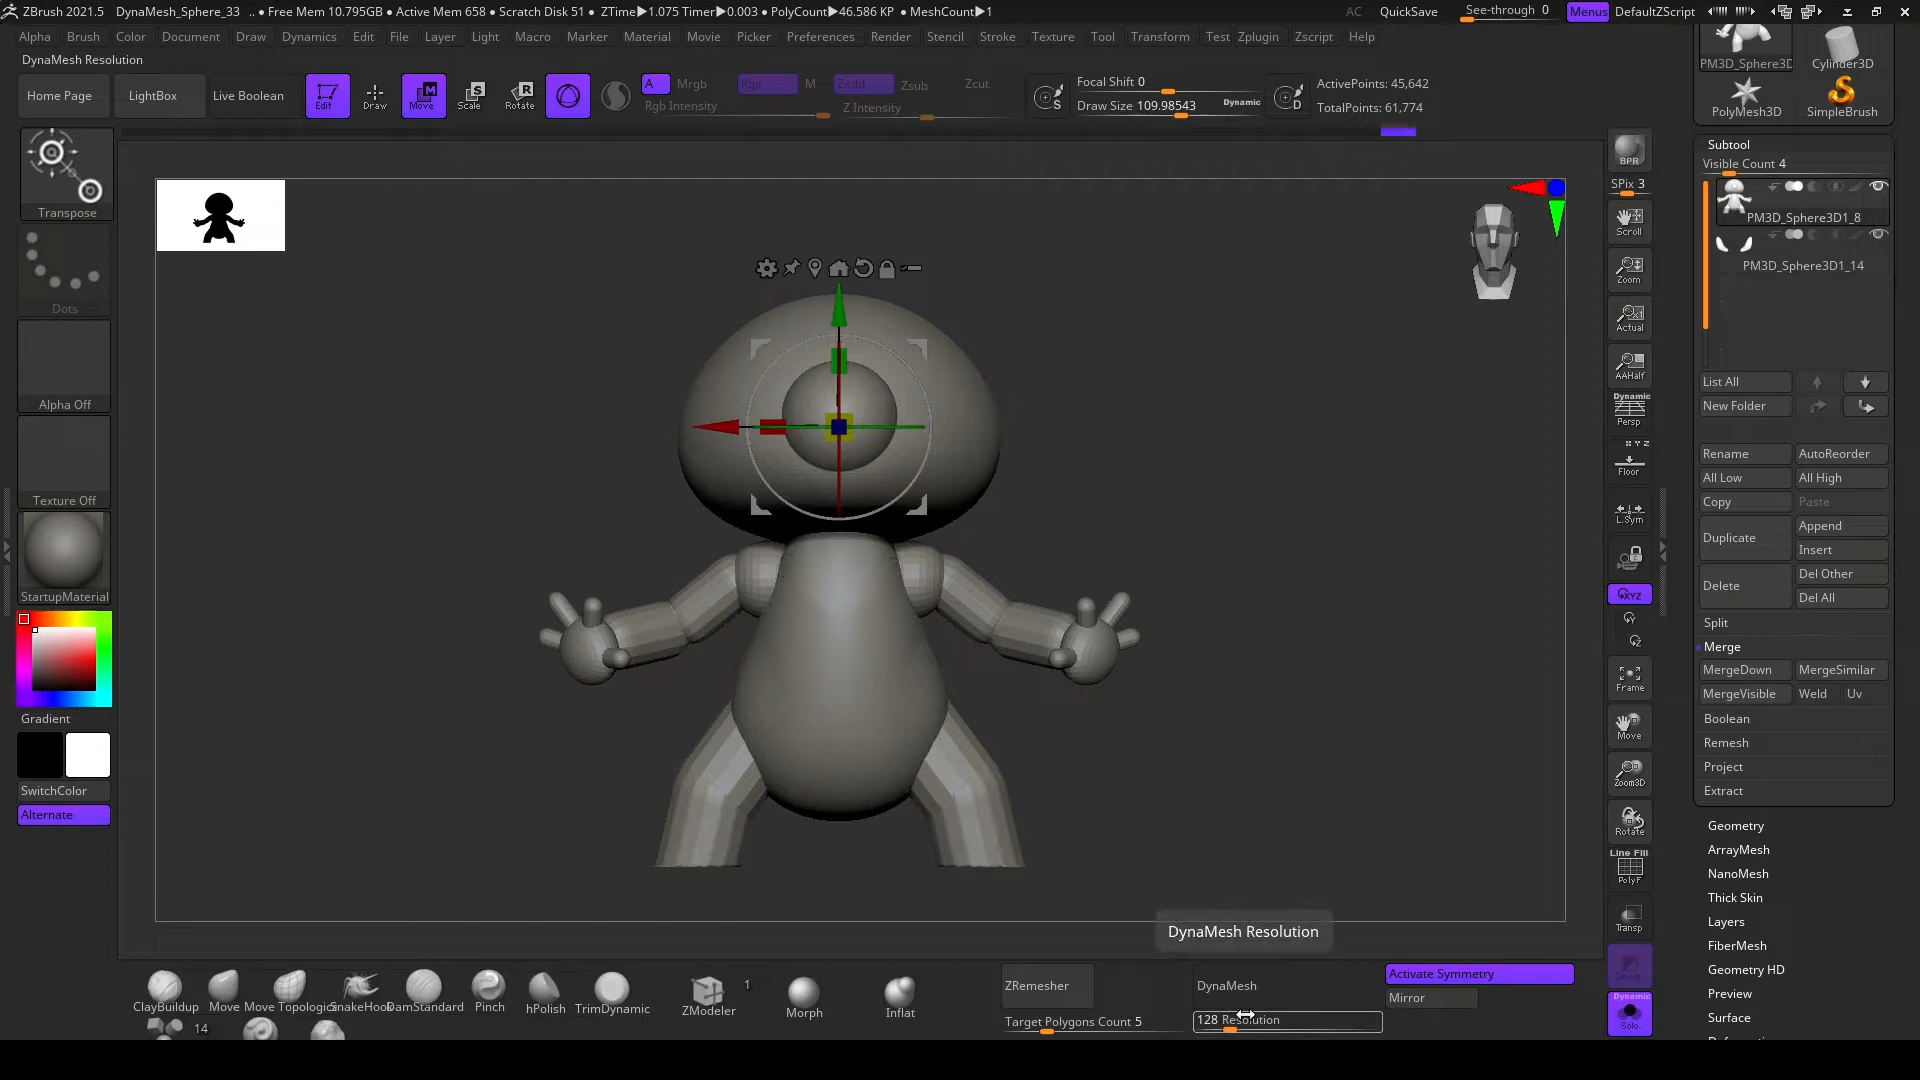 ZBrush 2021.5 DynaMesh_Sphere_33 .. ● Free Mem 10.795GB ● Active Mem 658 ● Scratch Disk 51 ● ZTime▶1.075 Timer▶0.003 ● PolyCount▶46.586 KP ● MeshCount▶1 AC QuickSave See-through 0 Menus DefaultZScript
Alpha Brush Color Document Draw Dynamics Edit File Layer Light Macro Marker Material Movie Picker Preferences Render Stencil Stroke Texture Tool Transform Test Zplugin Zscript Help
DynaMesh Resolution
Home Page LightBox Live Boolean Edit Draw Move Scale Rotate A Mrgb Rgb M Zadd Zsub Zcut
Rgb Intensity Z Intensity
Focal Shift 0
Draw Size 109.98543 Dynamic
S D
ActivePoints: 45,642
TotalPoints: 61,774
Transpose
Dots
Alpha Off
Texture Off
StartupMaterial
Gradient
SwitchColor
Alternate
BPR
SPix 3
Scroll
Zoom
Actual
AAHalf
Dynamic
Persp
X Y Z
Floor
L.Sym
XYZ
Y
Z
Frame
Move
Zoom3D
Rotate
Line Fill
PolyF
Transp
Dynamic
Solo
PM3D_Sphere3D Cylinder3D
PolyMesh3D SimpleBrush
Subtool
Visible Count 4
PM3D_Sphere3D1_8
PM3D_Sphere3D1_14
List All
New Folder
Rename AutoReorder
All Low All High
Copy Paste
Duplicate Append
Insert
Delete Del Other
Del All
Split
Merge
MergeDown MergeSimilar
MergeVisible Weld Uv
Boolean
Remesh
Project
Extract
Geometry
ArrayMesh
NanoMesh
Thick Skin
Layers
FiberMesh
Geometry HD
Preview
Surface
DynaMesh Resolution
ClayBuildup Move Move Topologic SnakeHook DamStandard Pinch hPolish TrimDynamic ZModeler 1 Morph Inflat
14
ZRemesher
Target Polygons Count 5
DynaMesh
128 Resolution
Activate Symmetry
Mirror